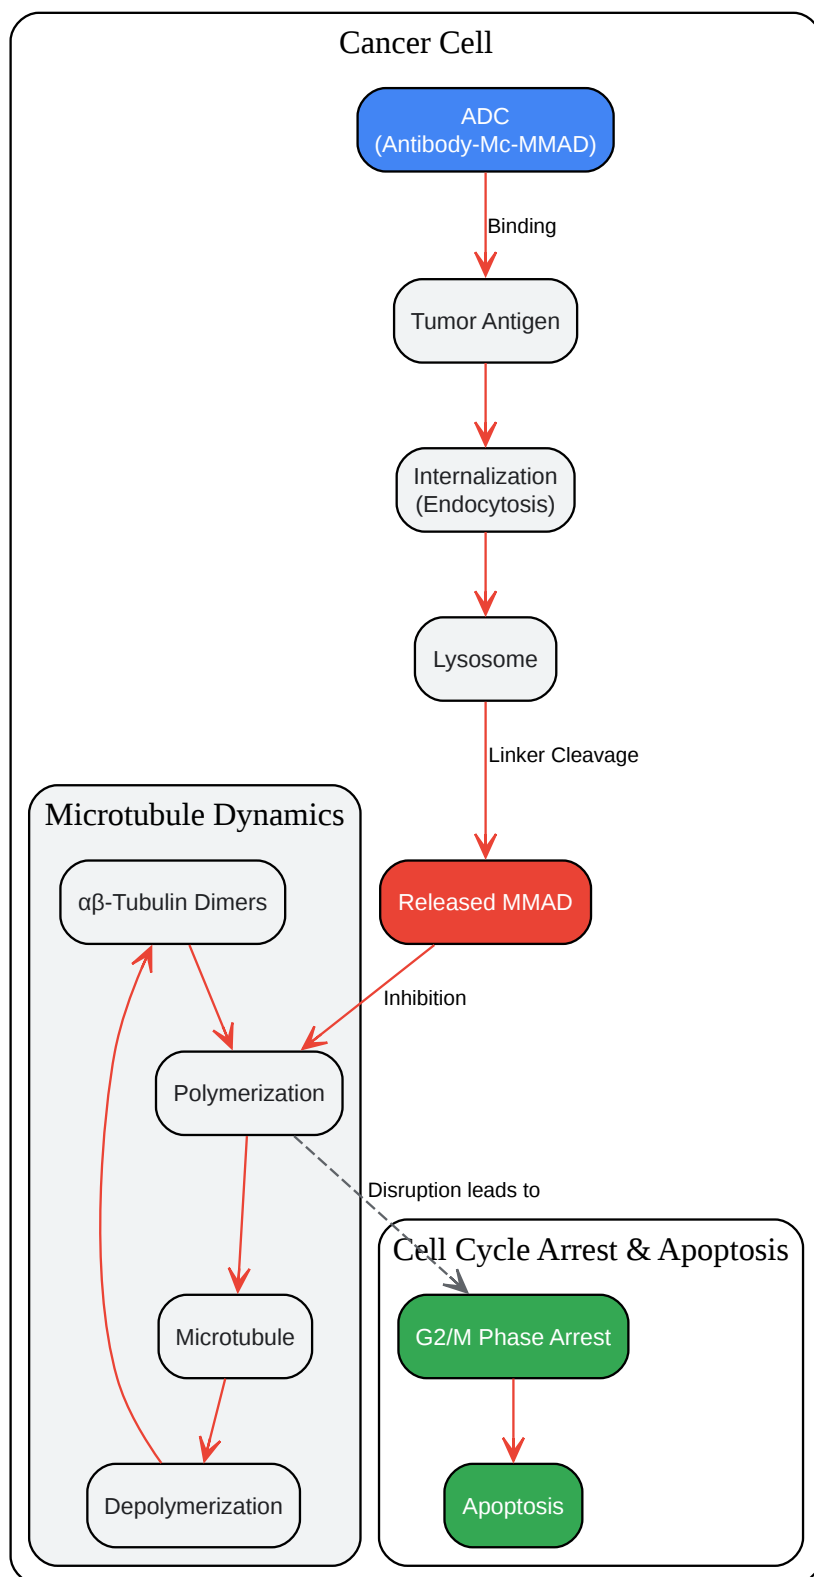 Cancer Cell
ADC
(Antibody-Mc-MMAD)
Binding
Tumor Antigen
Internalization
(Endocytosis)
Lysosome
Linker Cleavage
Microtubule Dynamics
αβ-Tubulin Dimers
Released MMAD
Inhibition
Polymerization
Disruption leads to
Cell Cycle Arrest & Apoptosis
Microtubule
G2/M Phase Arrest
Depolymerization
Apoptosis